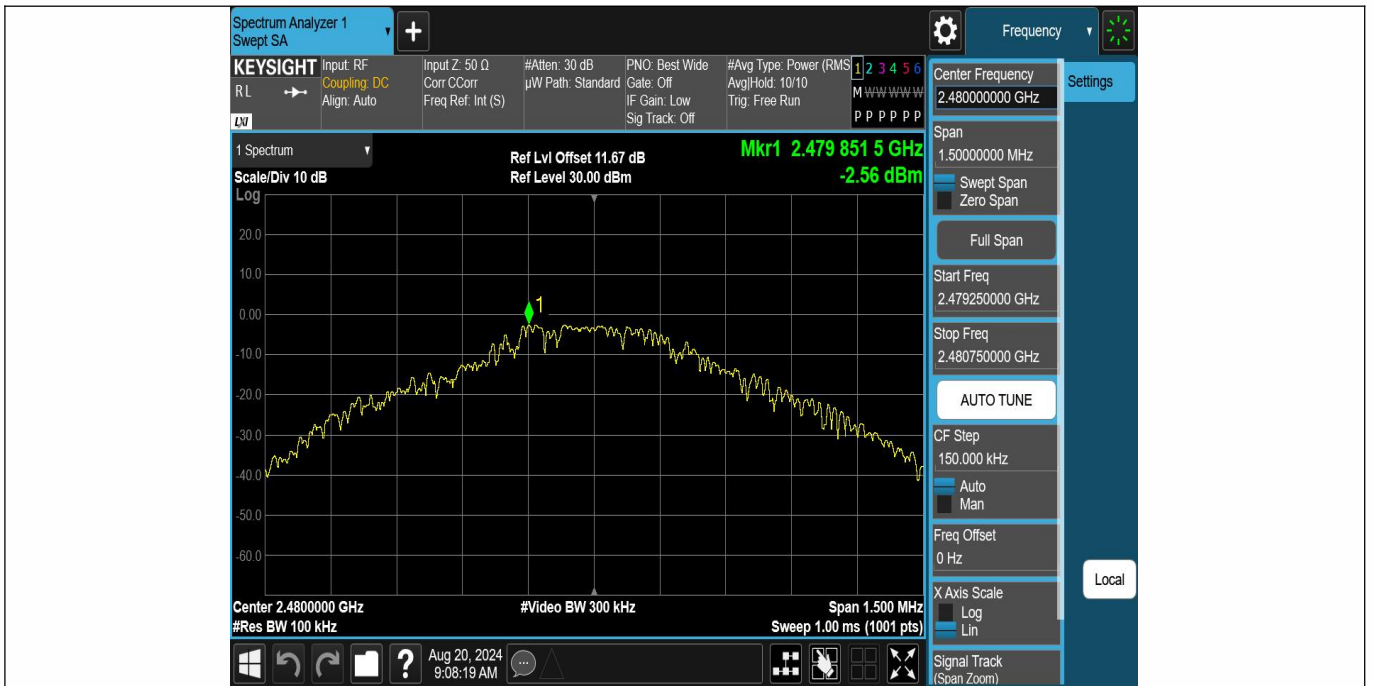 Spectrum Analyzer 1
Swept SA
+
Frequency
KEYSIGHT
RL
LXI
Input: RF
Coupling: DC
Align: Auto
Input Z: 50 Ω
Corr CCorr
Freq Ref: Int (S)
#Atten: 30 dB
µW Path: Standard
PNO: Best Wide
Gate: Off
IF Gain: Low
Sig Track: Off
#Avg Type: Power (RMS
Avg|Hold: 10/10
Trig: Free Run
1 2 3 4 5 6
M W W W W W
P P P P P P
1 Spectrum
Scale/Div 10 dB
Log
Ref Lvl Offset 11.67 dB
Ref Level 30.00 dBm
Mkr1 2.479 851 5 GHz
-2.56 dBm
20.0
10.0
0.00
-10.0
-20.0
-30.0
-40.0
-50.0
-60.0
1
Center 2.4800000 GHz
#Res BW 100 kHz
#Video BW 300 kHz
Span 1.500 MHz
Sweep 1.00 ms (1001 pts)
Center Frequency
2.480000000 GHz
Settings
Span
1.50000000 MHz
Swept Span
Zero Span
Full Span
Start Freq
2.479250000 GHz
Stop Freq
2.480750000 GHz
AUTO TUNE
CF Step
150.000 kHz
Auto
Man
Freq Offset
0 Hz
X Axis Scale
Log
Lin
Local
Signal Track
(Span Zoom)
?
Aug 20, 2024
9:08:19 AM